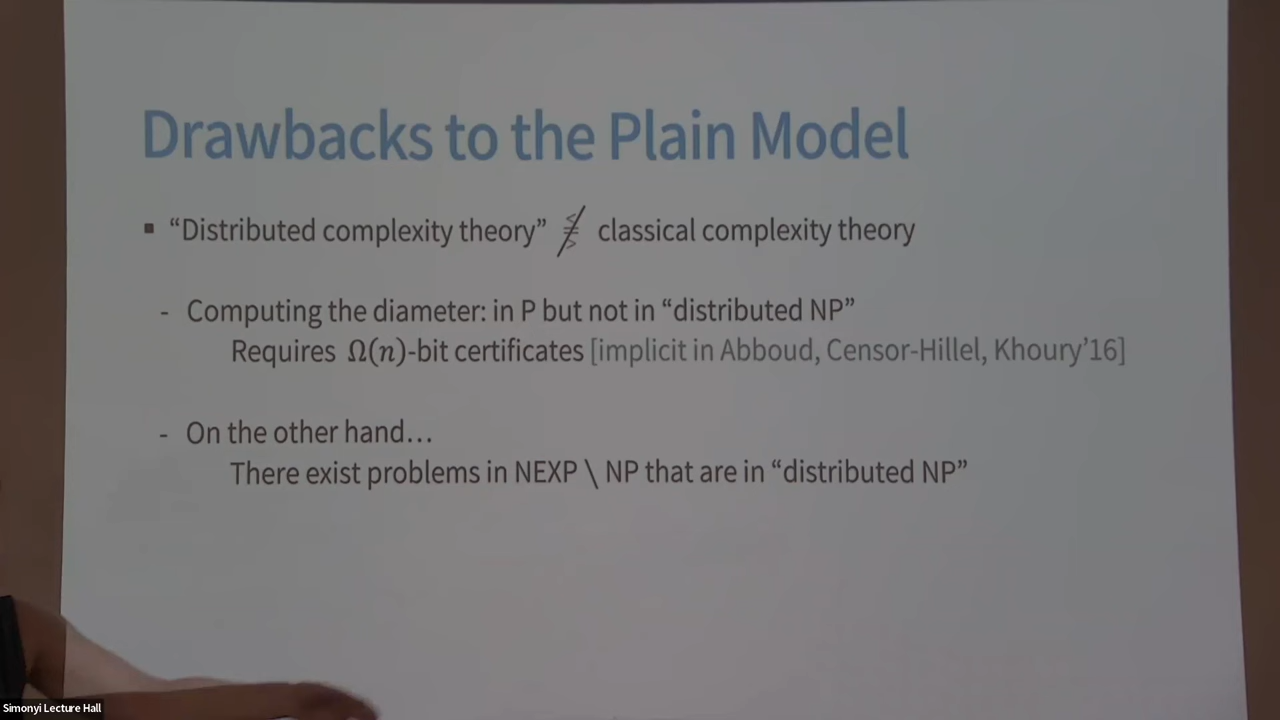 Drawbacks to the Plain Model
▪ “Distributed complexity theory” ⋚̸ classical complexity theory
- Computing the diameter: in P but not in “distributed NP”
Requires Ω(n)-bit certificates [implicit in Abboud, Censor-Hillel, Khoury’16]
- On the other hand…
There exist problems in NEXP \ NP that are in “distributed NP”
Simonyi Lecture Hall